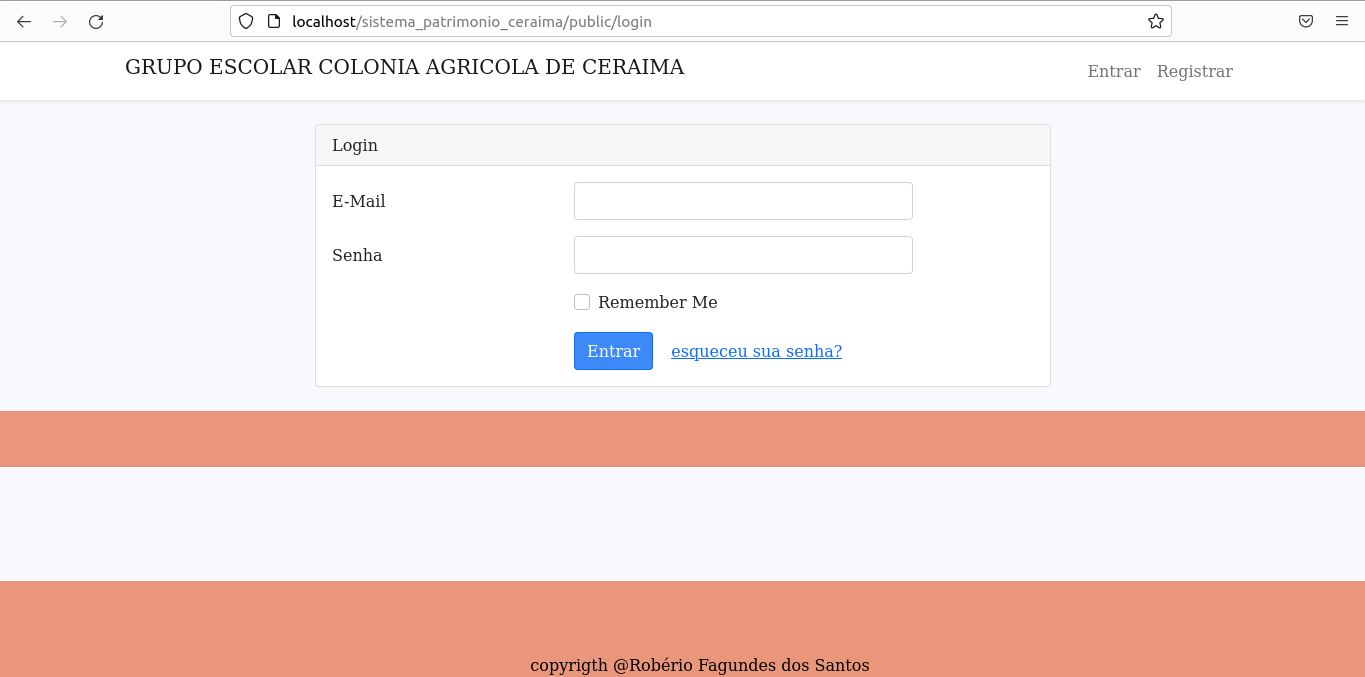 localhost/sistema_patrimonio_ceraima/public/login
GRUPO ESCOLAR COLONIA AGRICOLA DE CERAIMA
Entrar Registrar
Login
E-Mail
Senha
Remember Me
Entrar esqueceu sua senha?
copyrigth @Robério Fagundes dos Santos